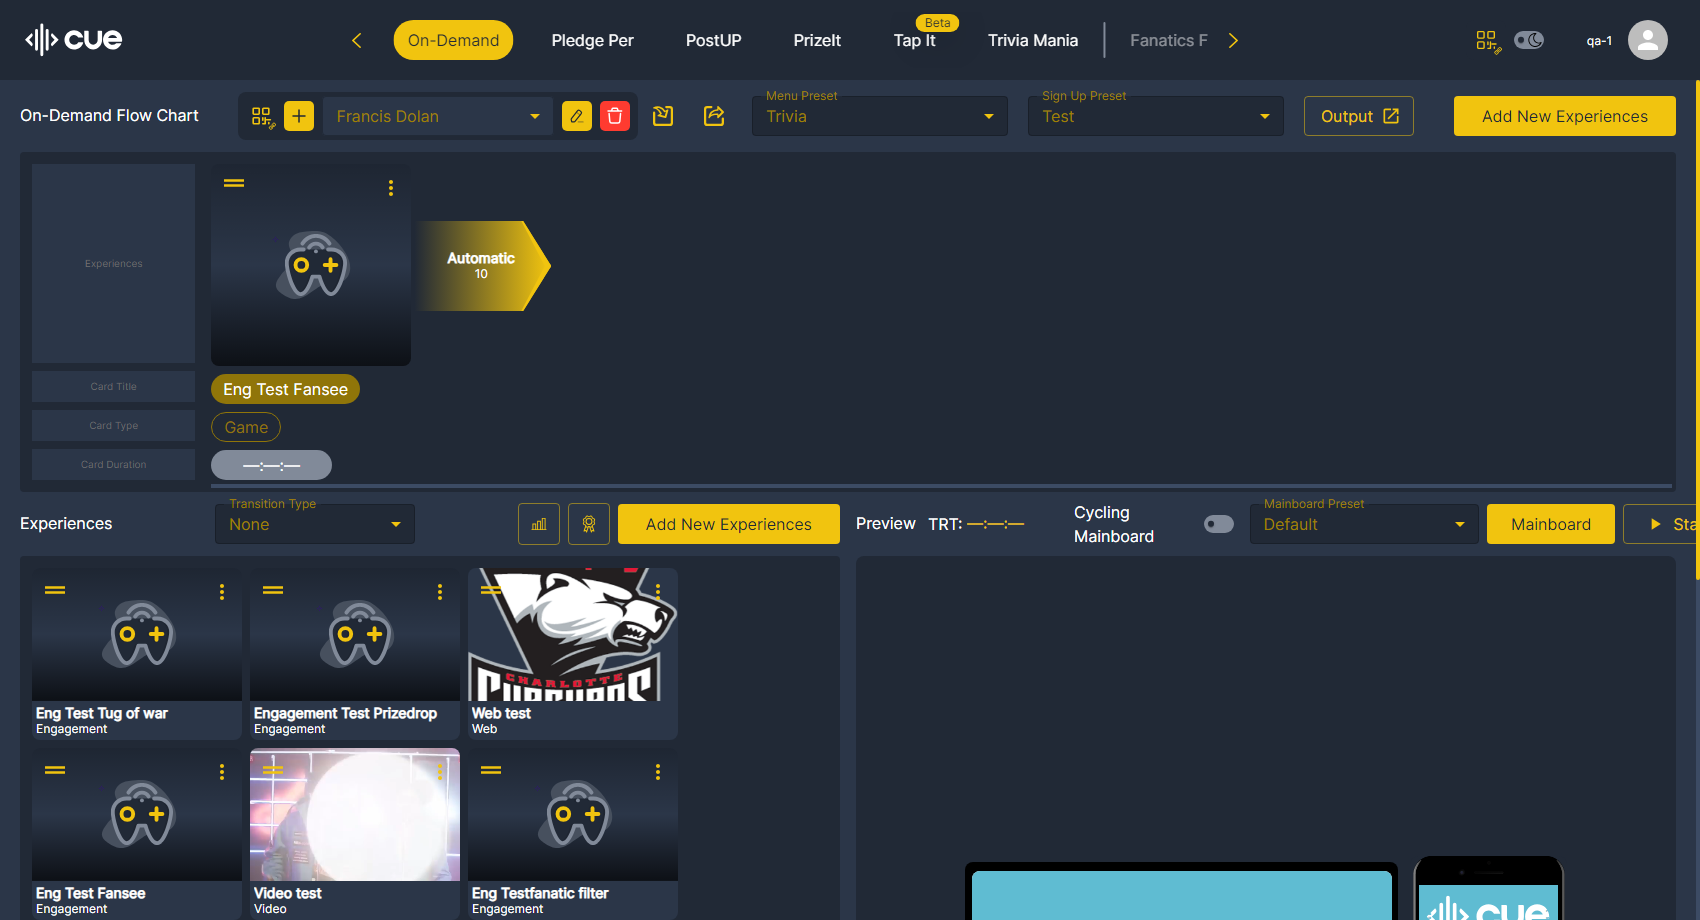 cue
On-Demand
Pledge Per
PostUP
PrizeIt
Beta
Tap It
Trivia Mania
Fanatics F
qa-1
On-Demand Flow Chart
Francis Dolan
Menu Preset
Trivia
Sign Up Preset
Test
Output
Add New Experiences
Experiences
Automatic
10
Card Title
Eng Test Fansee
Card Type
Game
Card Duration
—:—:—
Experiences
Transition Type
None
Add New Experiences
Preview
TRT: —:—:—
Cycling
Mainboard
Mainboard Preset
Default
Mainboard
Sta
Eng Test Tug of war
Engagement
Engagement Test Prizedrop
Engagement
CHARLOTTE
Web test
Web
Eng Test Fansee
Engagement
Video test
Video
Eng Testfanatic filter
Engagement
cue